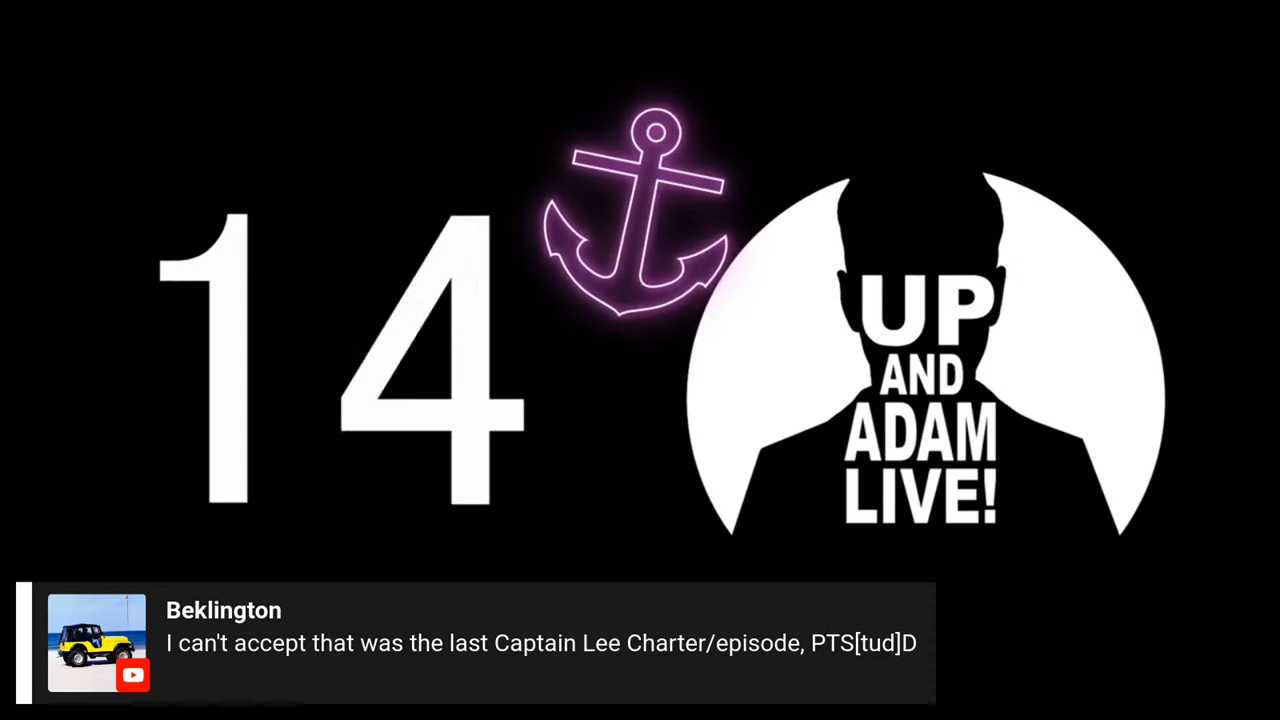 14
UP
AND
ADAM
LIVE!
Beklington
I can't accept that was the last Captain Lee Charter/episode, PTS[tud]D